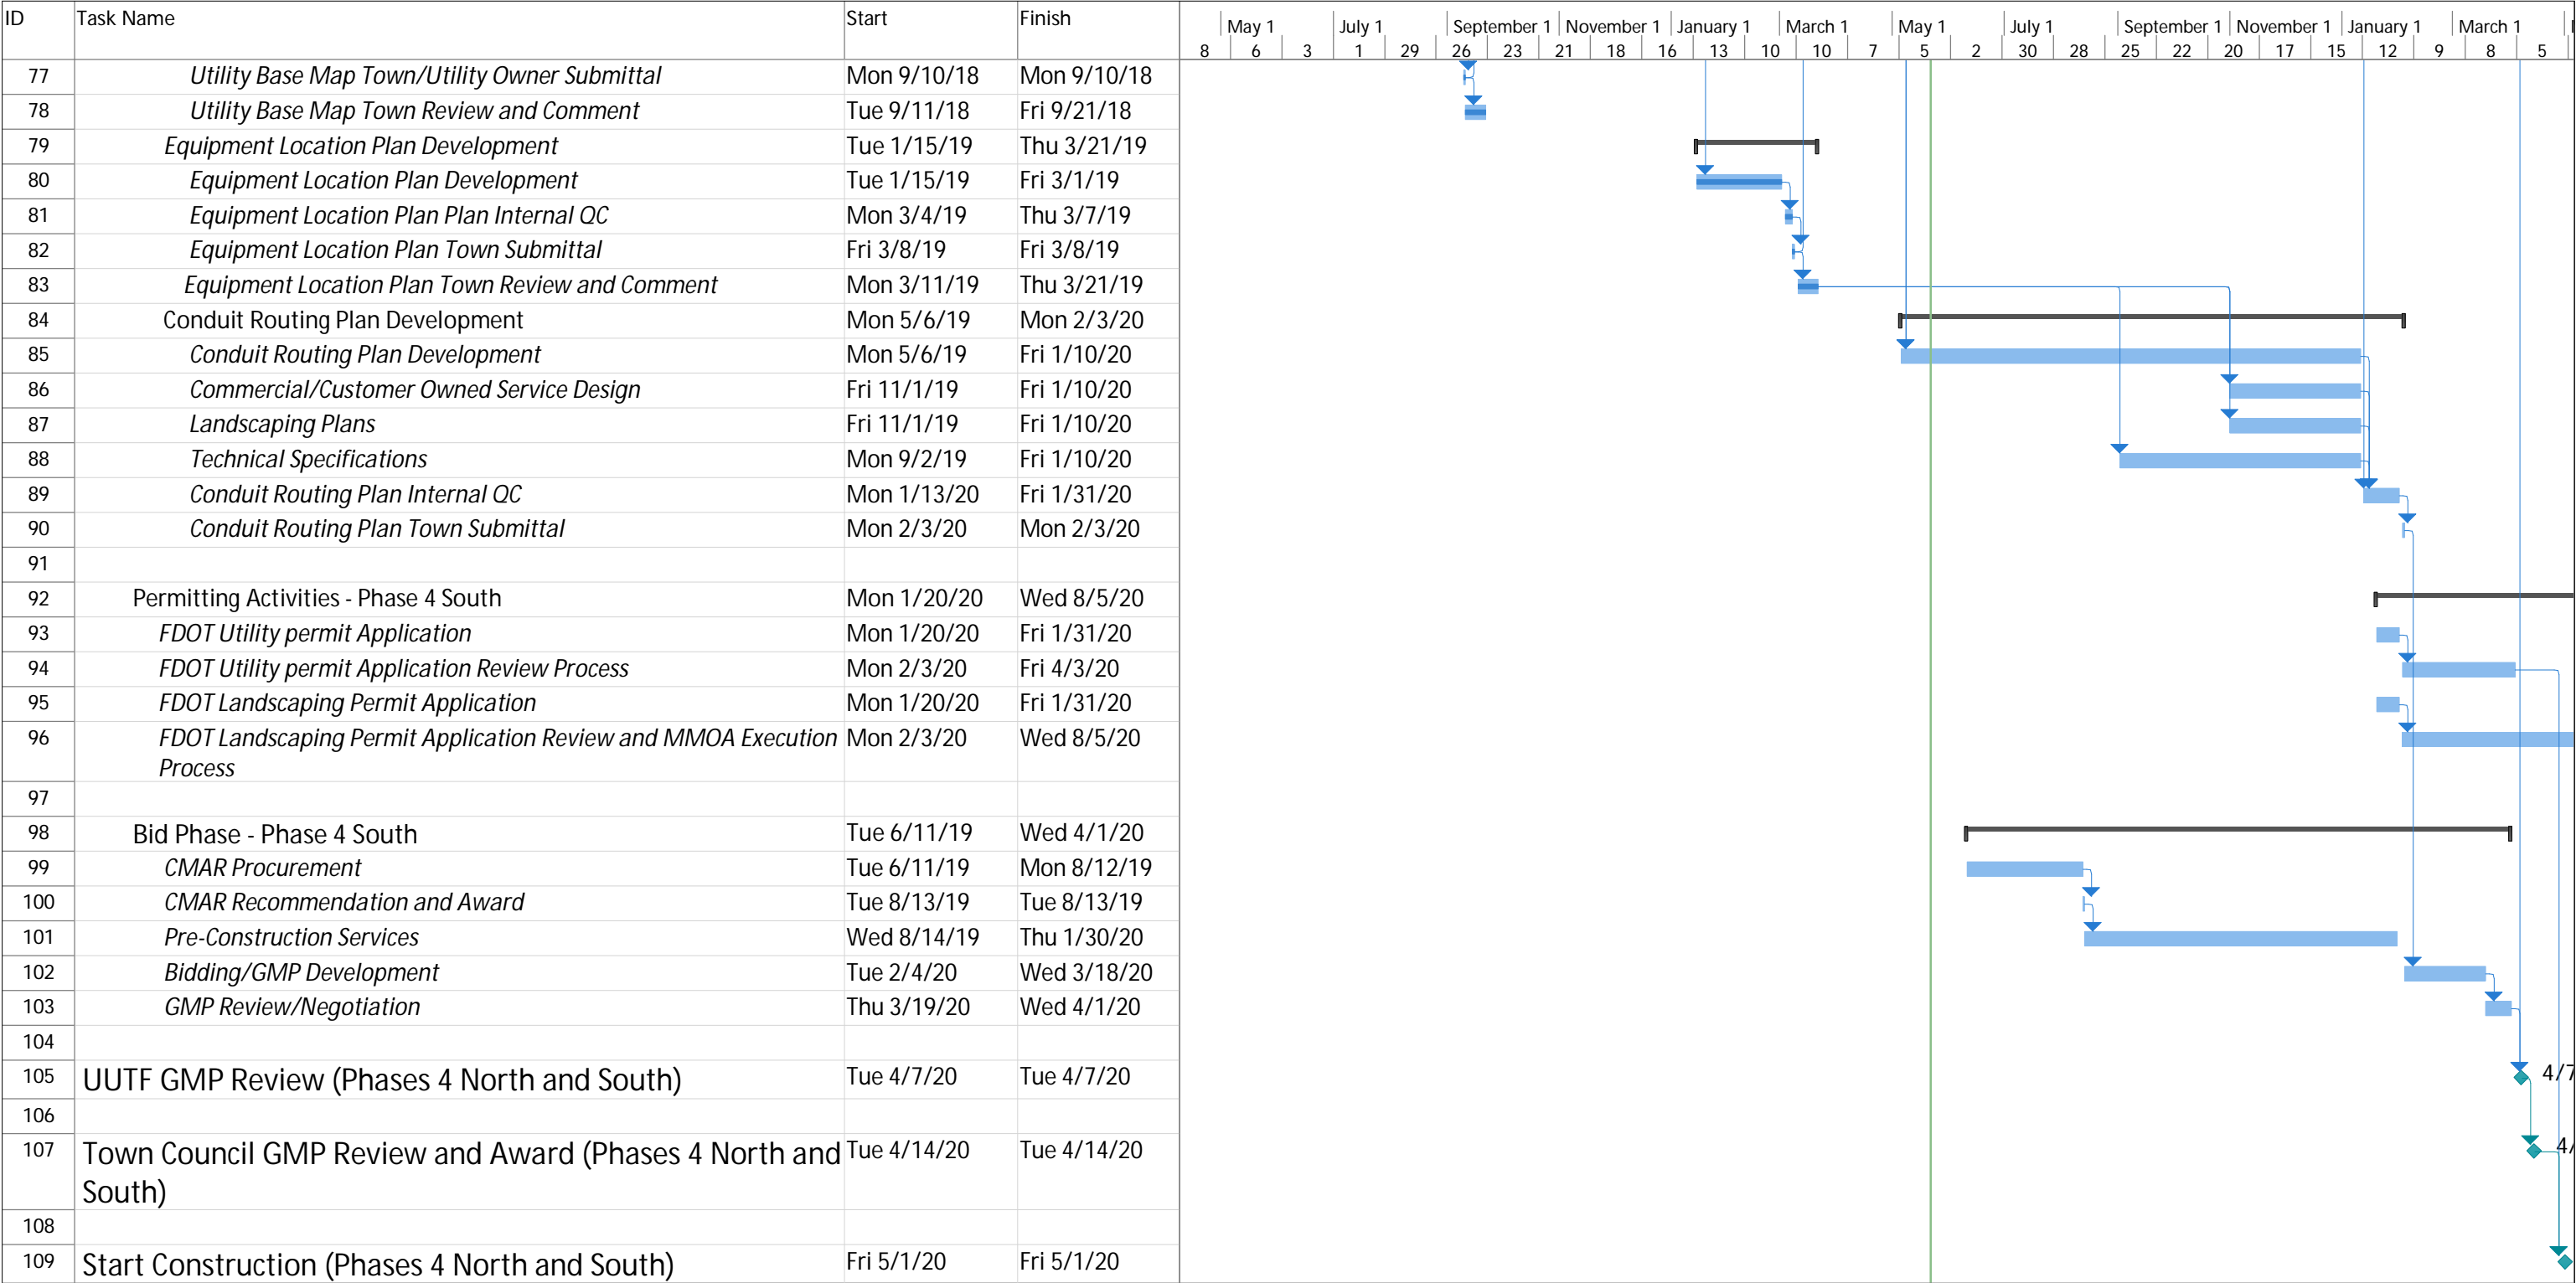 ID Task Name Start Finish May 1 July 1 September 1 November 1 January 1 March 1 May 1 July 1 September 1 November 1 January 1 March 1
8 6 3 1 29 26 23 21 18 16 13 10 10 7 5 2 30 28 25 22 20 17 15 12 9 8 5
77 Utility Base Map Town/Utility Owner Submittal Mon 9/10/18 Mon 9/10/18
78 Utility Base Map Town Review and Comment Tue 9/11/18 Fri 9/21/18
79 Equipment Location Plan Development Tue 1/15/19 Thu 3/21/19
80 Equipment Location Plan Development Tue 1/15/19 Fri 3/1/19
81 Equipment Location Plan Plan Internal QC Mon 3/4/19 Thu 3/7/19
82 Equipment Location Plan Town Submittal Fri 3/8/19 Fri 3/8/19
83 Equipment Location Plan Town Review and Comment Mon 3/11/19 Thu 3/21/19
84 Conduit Routing Plan Development Mon 5/6/19 Mon 2/3/20
85 Conduit Routing Plan Development Mon 5/6/19 Fri 1/10/20
86 Commercial/Customer Owned Service Design Fri 11/1/19 Fri 1/10/20
87 Landscaping Plans Fri 11/1/19 Fri 1/10/20
88 Technical Specifications Mon 9/2/19 Fri 1/10/20
89 Conduit Routing Plan Internal QC Mon 1/13/20 Fri 1/31/20
90 Conduit Routing Plan Town Submittal Mon 2/3/20 Mon 2/3/20
91
92 Permitting Activities - Phase 4 South Mon 1/20/20 Wed 8/5/20
93 FDOT Utility permit Application Mon 1/20/20 Fri 1/31/20
94 FDOT Utility permit Application Review Process Mon 2/3/20 Fri 4/3/20
95 FDOT Landscaping Permit Application Mon 1/20/20 Fri 1/31/20
96 FDOT Landscaping Permit Application Review and MMOA Execution Mon 2/3/20 Wed 8/5/20
Process
97
98 Bid Phase - Phase 4 South Tue 6/11/19 Wed 4/1/20
99 CMAR Procurement Tue 6/11/19 Mon 8/12/19
100 CMAR Recommendation and Award Tue 8/13/19 Tue 8/13/19
101 Pre-Construction Services Wed 8/14/19 Thu 1/30/20
102 Bidding/GMP Development Tue 2/4/20 Wed 3/18/20
103 GMP Review/Negotiation Thu 3/19/20 Wed 4/1/20
104
105 UUTF GMP Review (Phases 4 North and South) Tue 4/7/20 Tue 4/7/20 4/7
106
107 Town Council GMP Review and Award (Phases 4 North and Tue 4/14/20 Tue 4/14/20 4/
South)
108
109 Start Construction (Phases 4 North and South) Fri 5/1/20 Fri 5/1/20